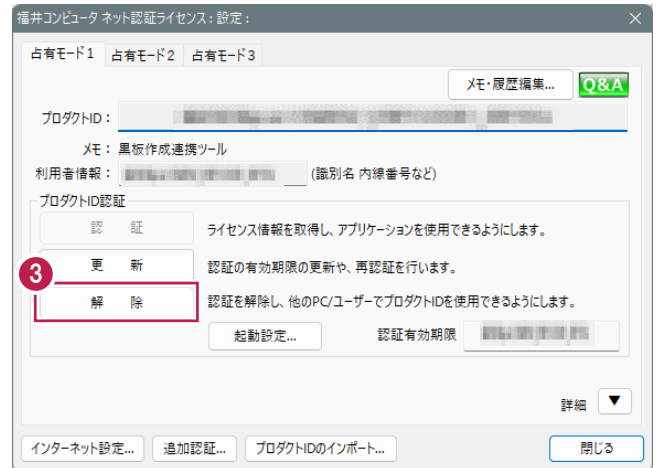 福井コンピュータ ネット認証ライセンス : 設定 :
占有モード1 占有モード2 占有モード3
メモ・履歴編集... Q&A
プロダクトID :
メモ : 黒板作成連携ツール
利用者情報 : (識別名 内線番号など)
プロダクトID認証
認 証 ライセンス情報を取得し、アプリケーションを使用できるようにします。
更 新 認証の有効期限の更新や、再認証を行います。
3
解 除 認証を解除し、他のPC/ユーザーでプロダクトIDを使用できるようにします。
起動設定... 認証有効期限
詳細 ▼
インターネット設定... 追加認証... プロダクトIDのインポート... 閉じる